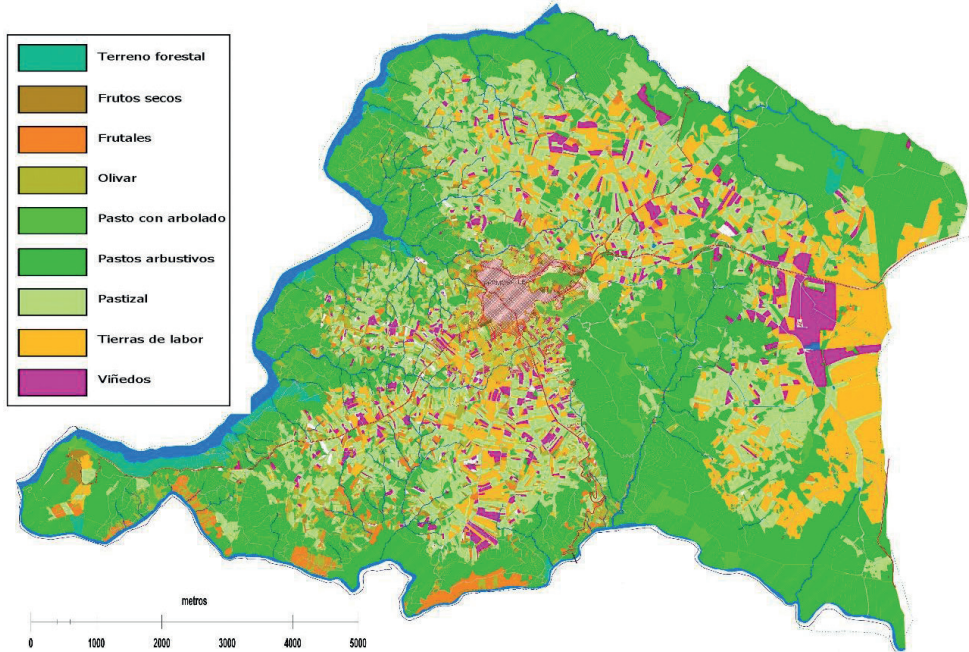 Terreno forestal
Frutos secos
Frutales
Olivar
Pasto con arbolado
Pastos arbustivos
Pastizal
Tierras de labor
Viñedos
metros
0 1000 2000 3000 4000 5000